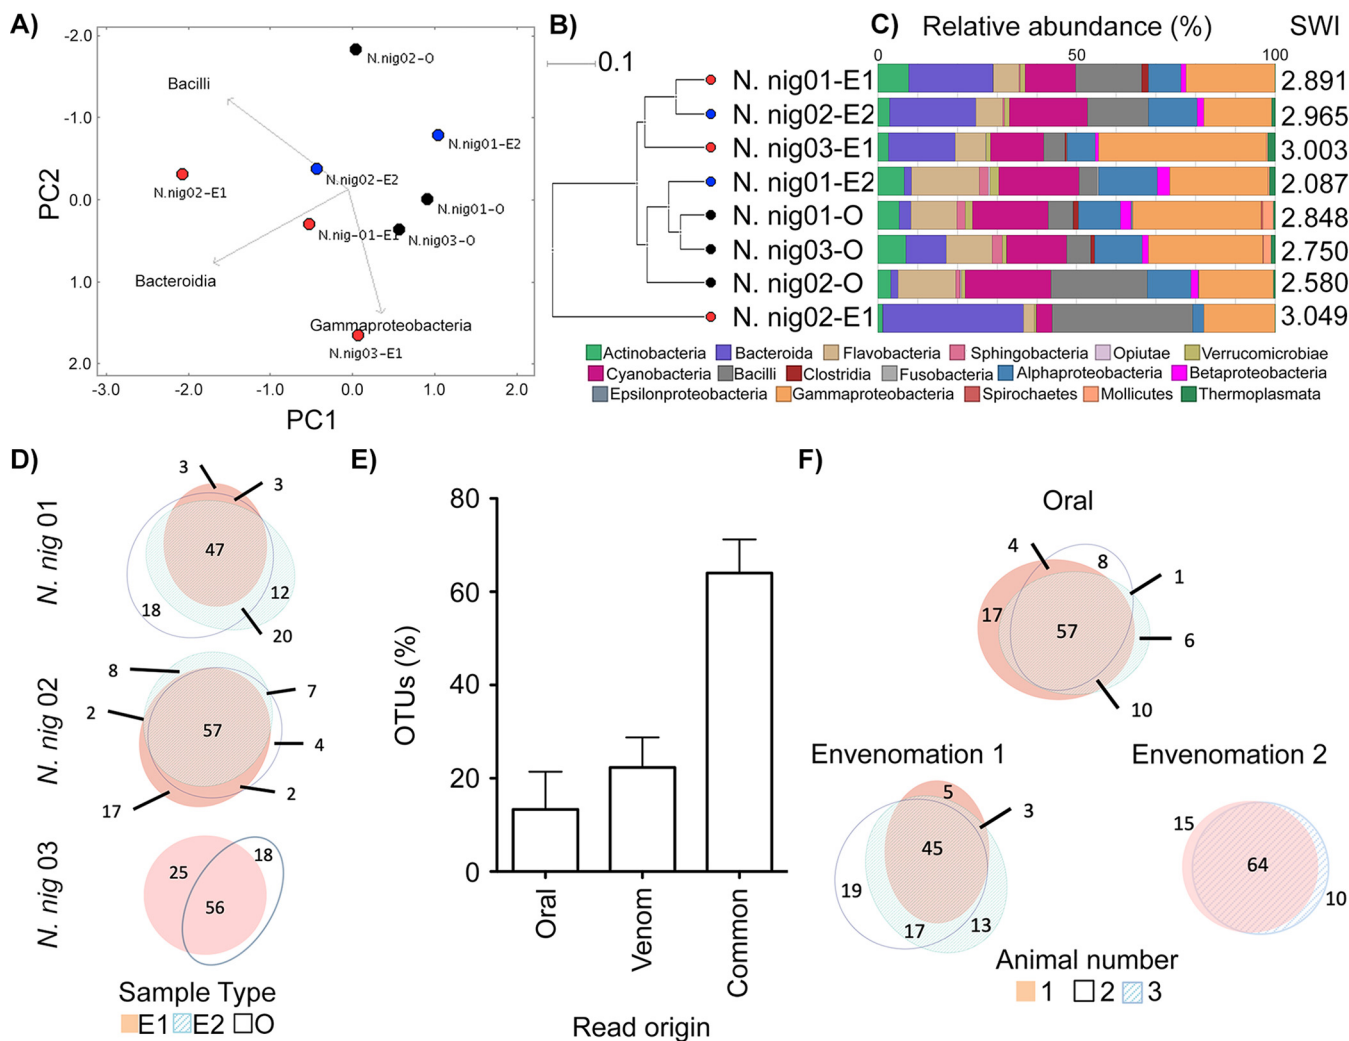 A)
-2.0
-1.0
0.0
1.0
2.0
PC2
-3.0
-2.0
-1.0
0.0
1.0
2.0
PC1
N.nig02-O
Bacilli
N.nig01-E2
N.nig02-E2
N.nig02-E1
N.nig01-O
N.nig-01-E1
N.nig03-O
Bacteroidia
Gammaproteobacteria
N.nig03-E1
B)
0.1
C) Relative abundance (%) SWI
0 50 100
N. nig01-E1 2.891
N. nig02-E2 2.965
N. nig03-E1 3.003
N. nig01-E2 2.087
N. nig01-O 2.848
N. nig03-O 2.750
N. nig02-O 2.580
N. nig02-E1 3.049
Actinobacteria Bacteroida Flavobacteria Sphingobacteria Opiutae Verrucomicrobiae
Cyanobacteria Bacilli Clostridia Fusobacteria Alphaproteobacteria Betaproteobacteria
Epsilonproteobacteria Gammaproteobacteria Spirochaetes Mollicutes Thermoplasmata
D)
N. nig 01
3
3
47
12
18
20
N. nig 02
8
7
2
57
4
17
2
N. nig 03
18
25
56
Sample Type
E1 E2 O
E)
OTUs (%)
80
60
40
20
0
Oral
Venom
Common
Read origin
F)
Oral
4
8
1
17
57
6
10
Envenomation 1
5
3
45
19
17
13
Envenomation 2
15
64
10
Animal number
1 2 3